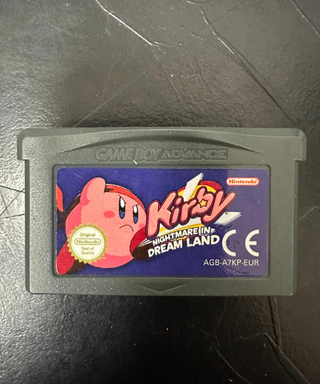 GAME BOY ADVANCE
Nintendo
Kirby
NIGHTMARE IN
DREAM LAND
Original
Nintendo
Seal of
Quality
CE
AGB-A7KP-EUR